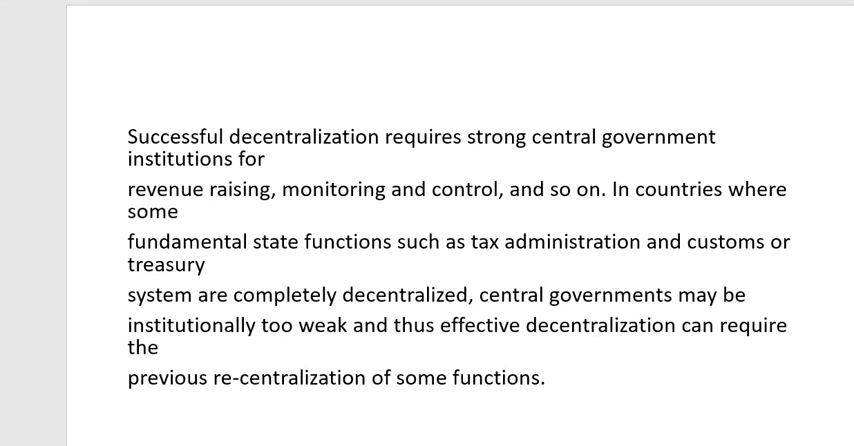 Successful decentralization requires strong central government
institutions for
revenue raising, monitoring and control, and so on. In countries where
some
fundamental state functions such as tax administration and customs or
treasury
system are completely decentralized, central governments may be
institutionally too weak and thus effective decentralization can require
the
previous re-centralization of some functions.